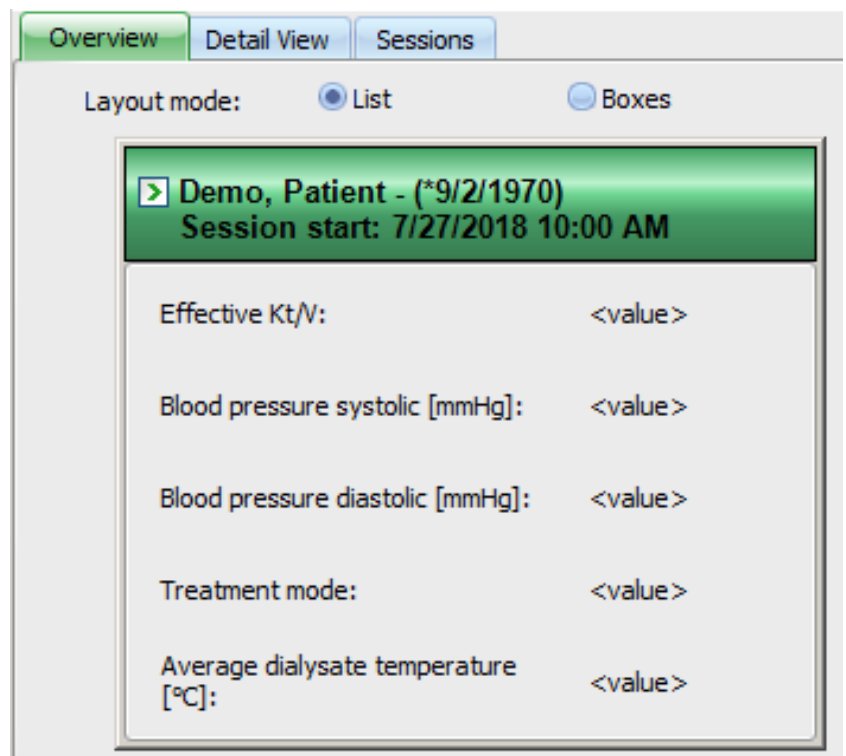 Overview Detail View Sessions
Layout mode: List Boxes
Demo, Patient - (*9/2/1970)
Session start: 7/27/2018 10:00 AM
Effective Kt/V: <value>
Blood pressure systolic [mmHg]: <value>
Blood pressure diastolic [mmHg]: <value>
Treatment mode: <value>
Average dialysate temperature
[°C]: <value>